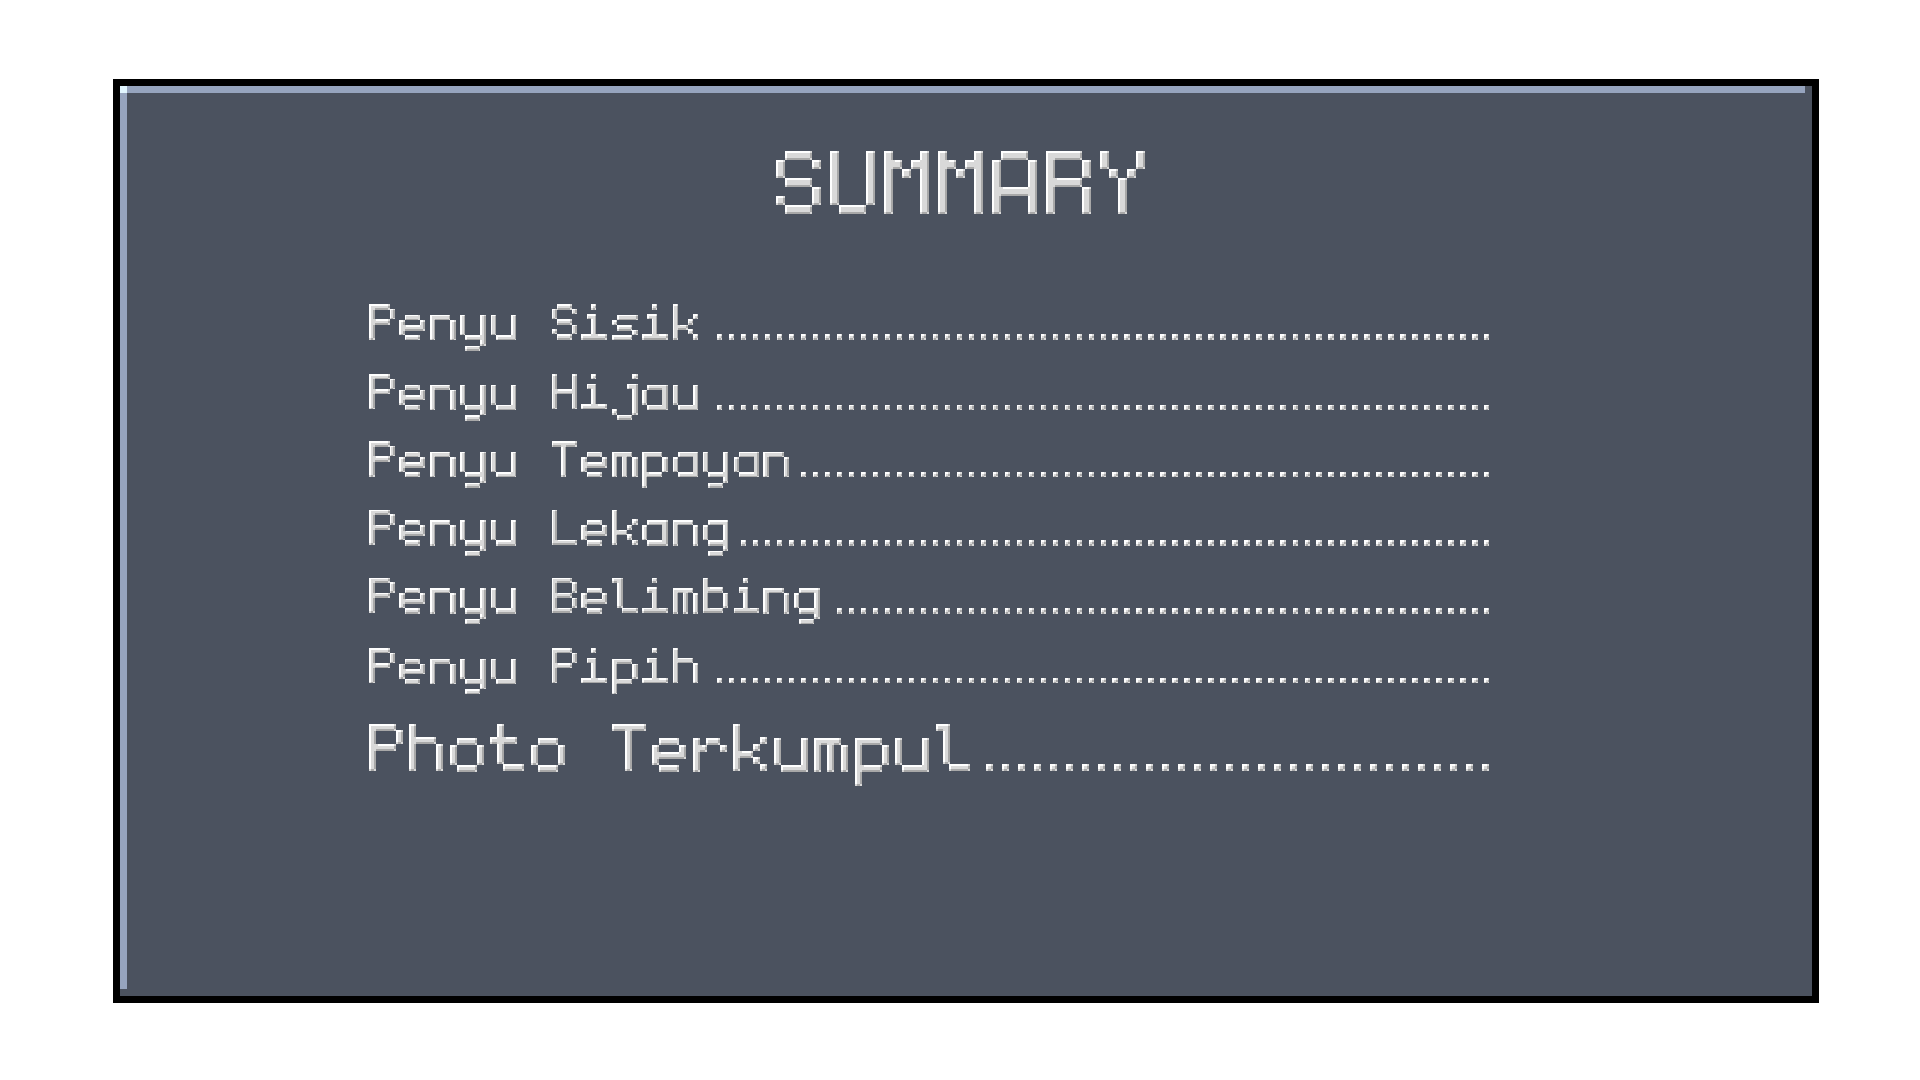 SUMMARY
Penyu Sisik.................................................................
Penyu Hijau.................................................................
Penyu Tempayan..........................................................
Penyu Lekang...............................................................
Penyu Belimbing.......................................................
Penyu Pipih.................................................................
Photo Terkumpul................................